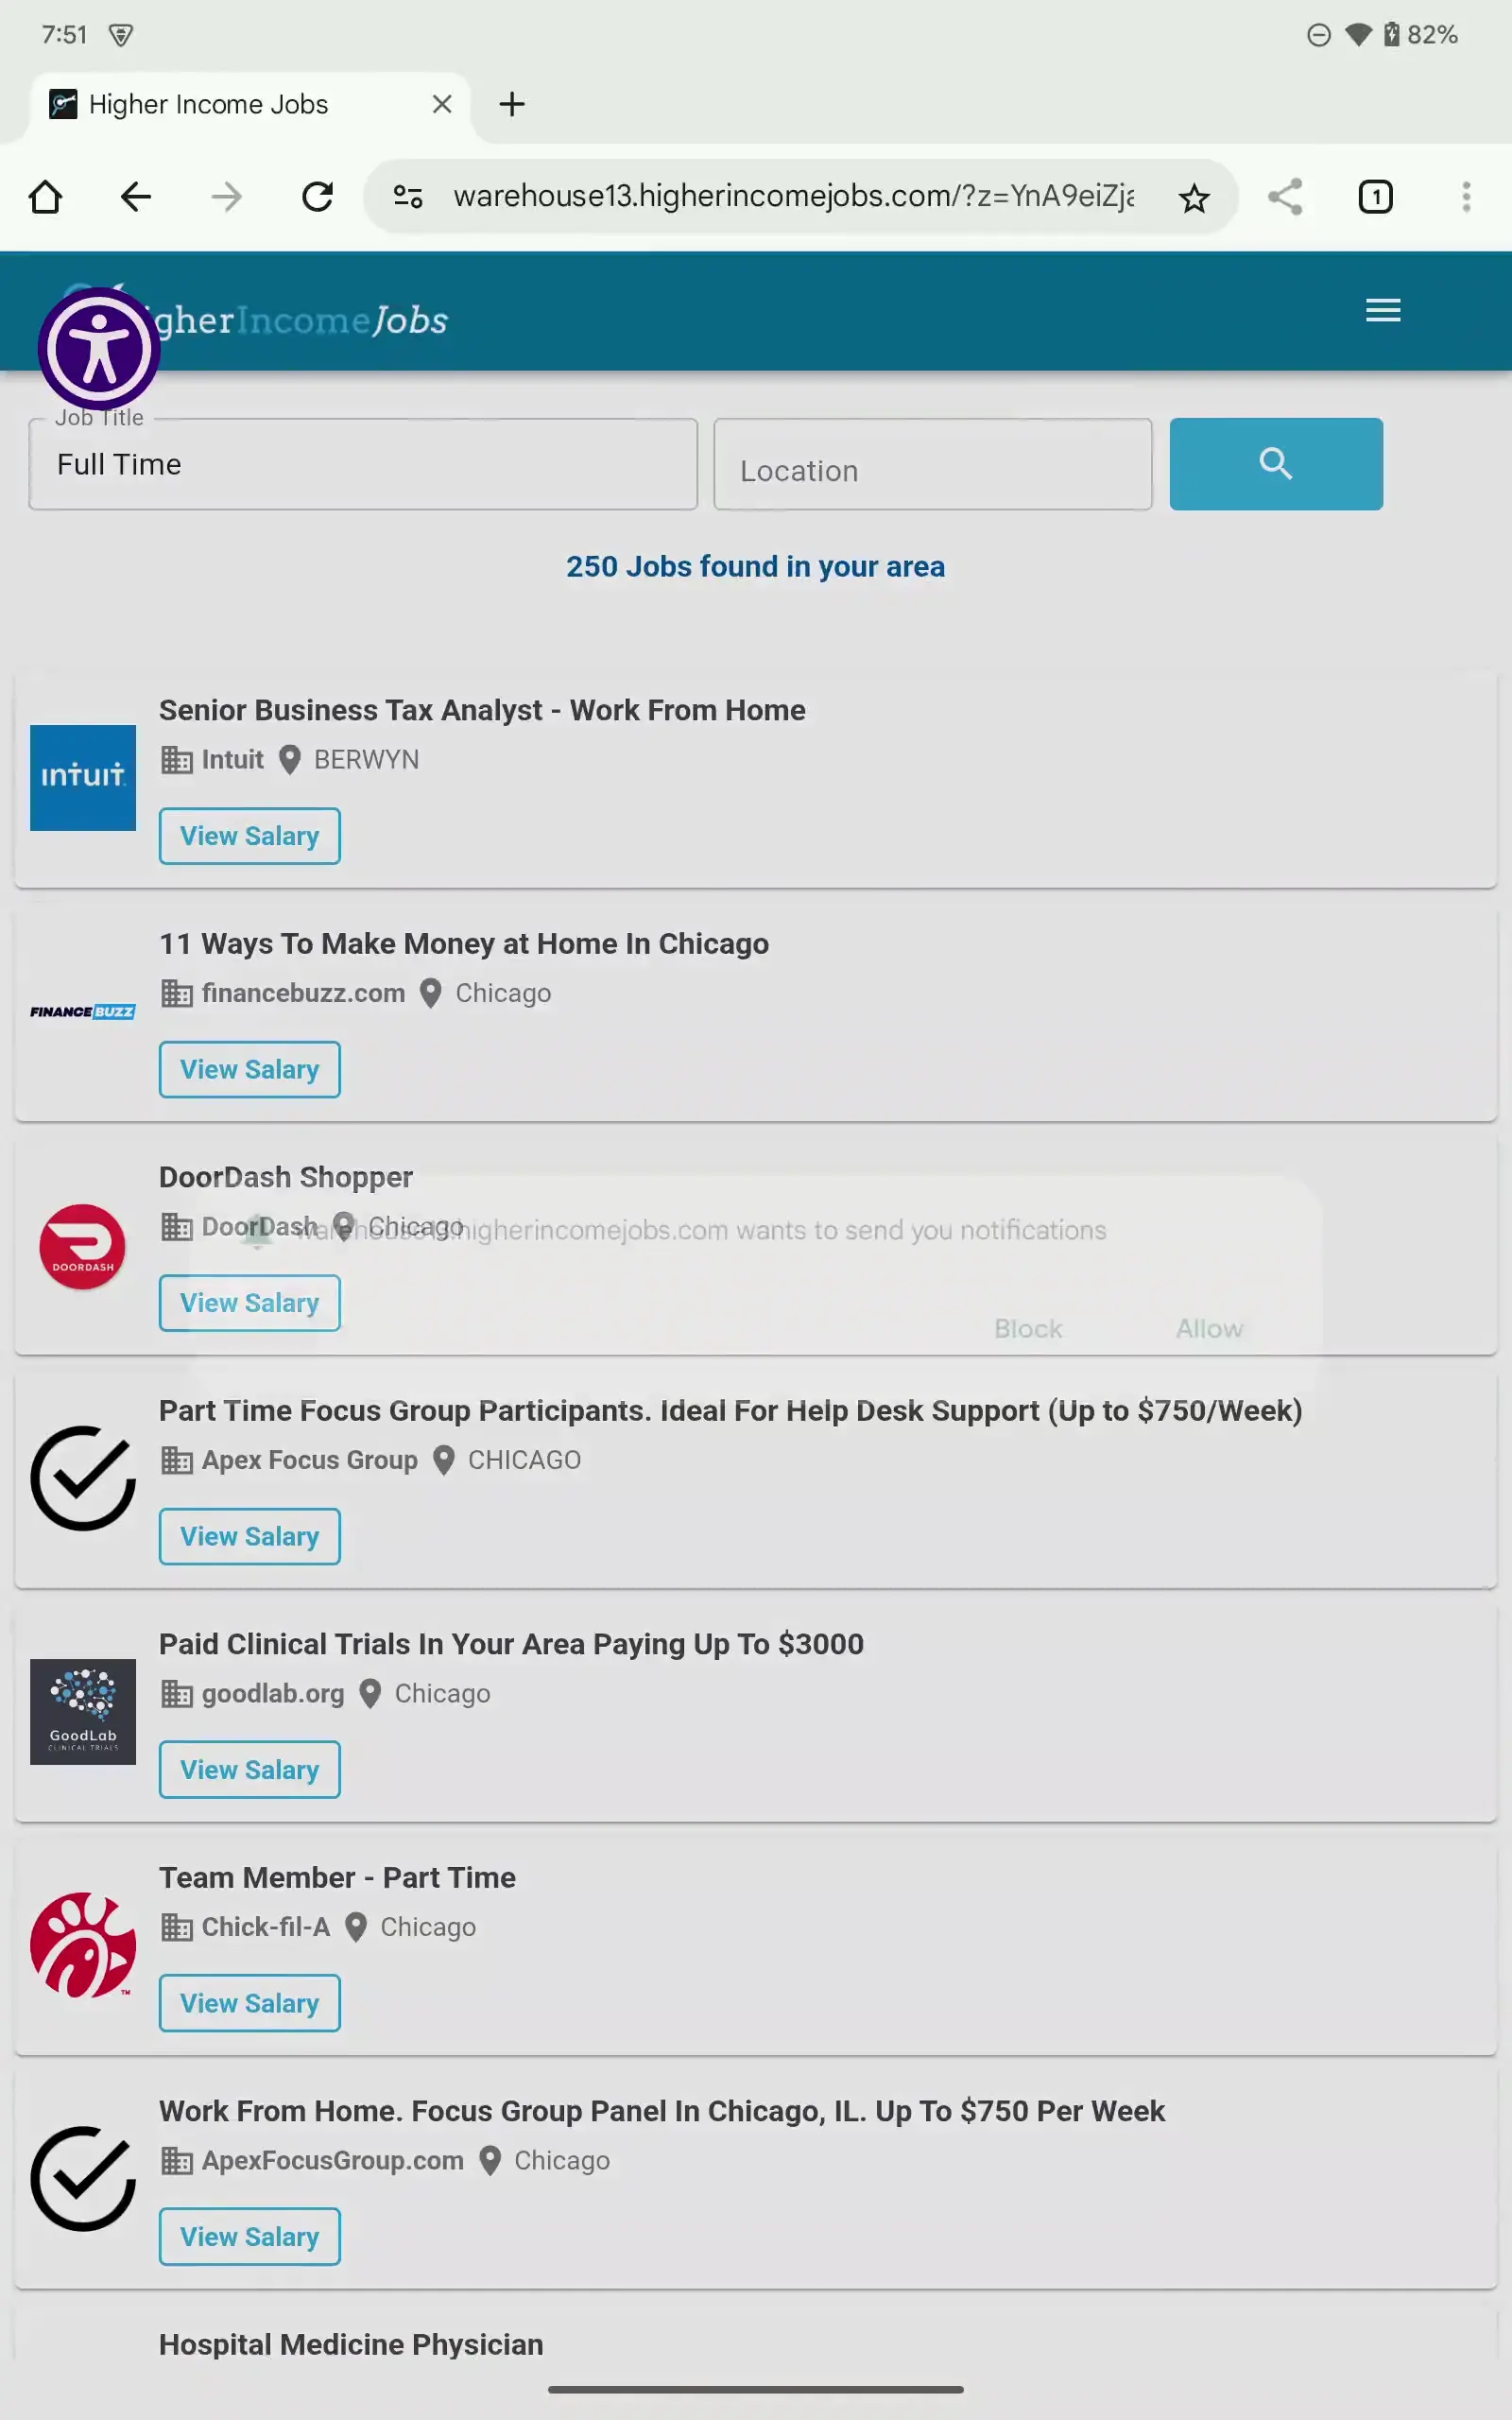 7:51
82%
Higher Income Jobs
1
warehouse13.higherincomejobs.com/?z=YnA9eiZj
gherIncomeJobs
Job Title
Full Time
Location
250 Jobs found in your area
Senior Business Tax Analyst - Work From Home
intuit
Intuit BERWYN
View Salary
11 Ways To Make Money at Home In Chicago
financebuzz.com Chicago
FINANCEBUZZ
View Salary
DoorDash Shopper
DoorDash Chicago
warehouse13.higherincomejobs.com wants to send you notifications
DOORDASH
View Salary
Block Allow
Part Time Focus Group Participants. Ideal For Help Desk Support (Up to $750/Week)
Apex Focus Group CHICAGO
View Salary
Paid Clinical Trials In Your Area Paying Up To $3000
goodlab.org Chicago
GoodLab
CLINICAL TRIALS
View Salary
Team Member - Part Time
Chick-fil-A Chicago
TM
View Salary
Work From Home. Focus Group Panel In Chicago, IL. Up To $750 Per Week
ApexFocusGroup.com Chicago
View Salary
Hospital Medicine Physician